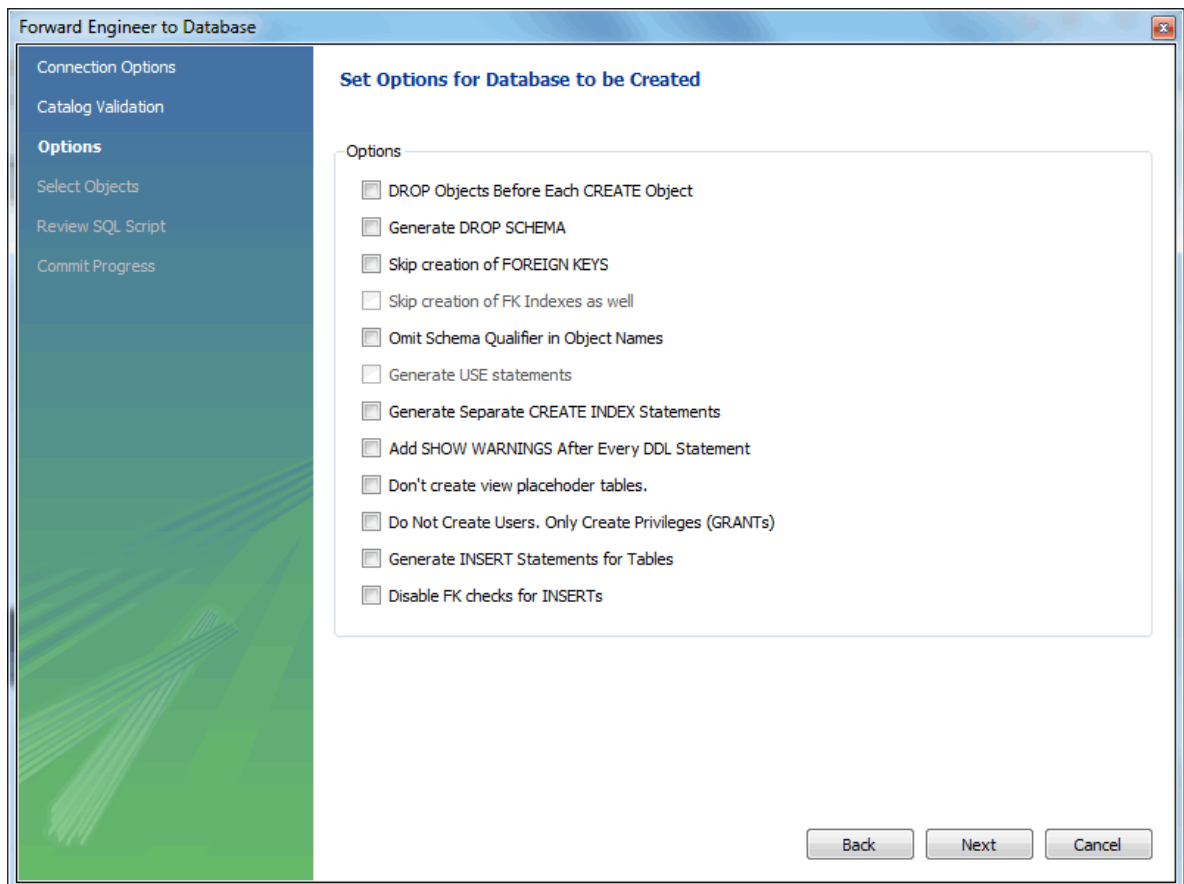 Forward Engineer to Database
Connection Options
Catalog Validation
Options
Select Objects
Review SQL Script
Commit Progress
Set Options for Database to be Created
Options
DROP Objects Before Each CREATE Object
Generate DROP SCHEMA
Skip creation of FOREIGN KEYS
Skip creation of FK Indexes as well
Omit Schema Qualifier in Object Names
Generate USE statements
Generate Separate CREATE INDEX Statements
Add SHOW WARNINGS After Every DDL Statement
Don't create view placehoder tables.
Do Not Create Users. Only Create Privileges (GRANTs)
Generate INSERT Statements for Tables
Disable FK checks for INSERTs
Back
Next
Cancel